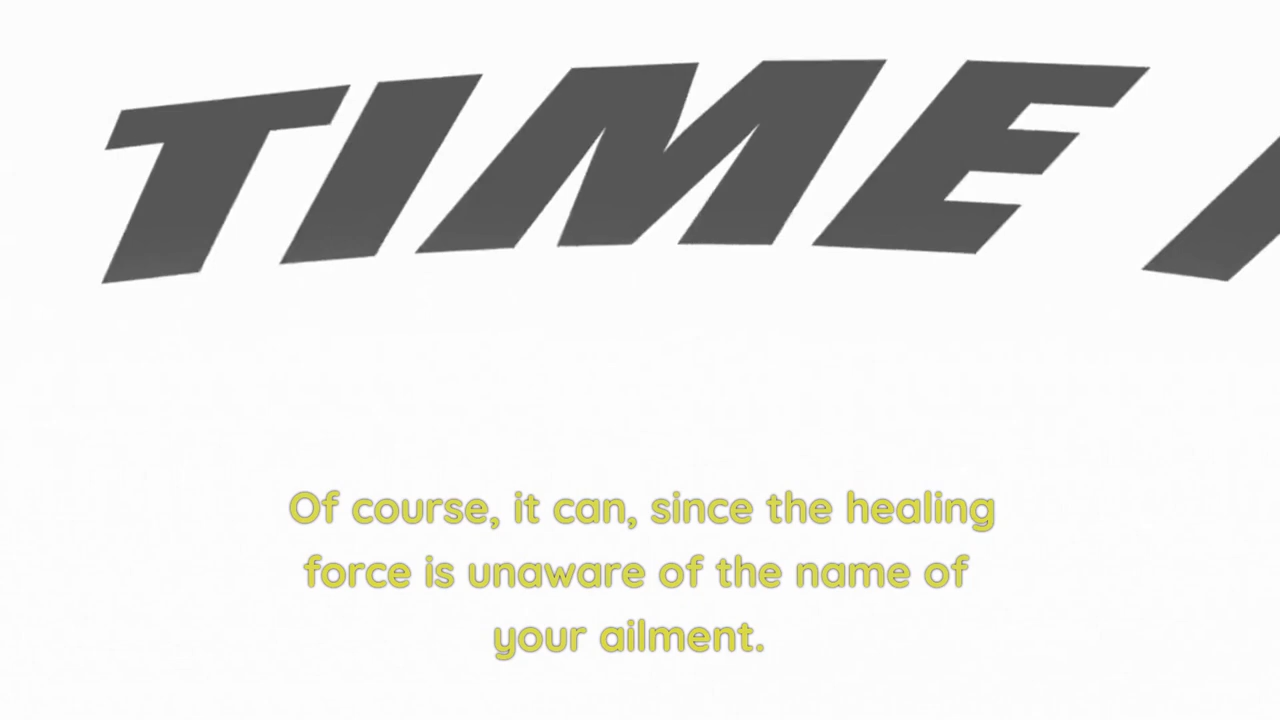 TIME
Of course, it can, since the healing
force is unaware of the name of
your ailment.